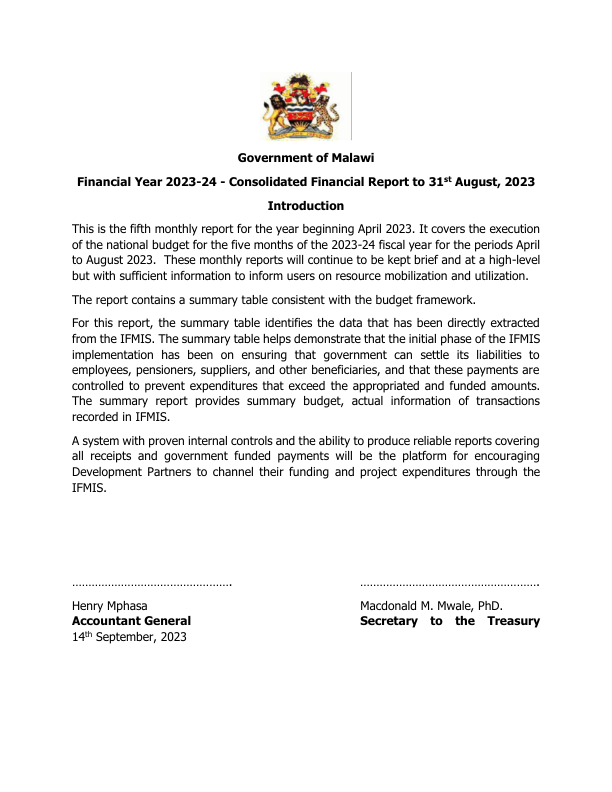 Government of Malawi
Financial Year 2023-24 - Consolidated Financial Report to 31st August, 2023
Introduction
This is the fifth monthly report for the year beginning April 2023. It covers the execution
of the national budget for the five months of the 2023-24 fiscal year for the periods April
to August 2023.  These monthly reports will continue to be kept brief and at a high-level
but with sufficient information to inform users on resource mobilization and utilization.
The report contains a summary table consistent with the budget framework.
For this report, the summary table identifies the data that has been directly extracted
from the IFMIS. The summary table helps demonstrate that the initial phase of the IFMIS
implementation has been on ensuring that government can settle its liabilities to
employees, pensioners, suppliers, and other beneficiaries, and that these payments are
controlled to prevent expenditures that exceed the appropriated and funded amounts.
The summary report provides summary budget, actual information of transactions
recorded in IFMIS.
A system with proven internal controls and the ability to produce reliable reports covering
all receipts and government funded payments will be the platform for encouraging
Development Partners to channel their funding and project expenditures through the
IFMIS.
…………………………………………. ……………………………………………….
Henry Mphasa Macdonald M. Mwale, PhD.
Accountant General Secretary to the Treasury
14th September, 2023